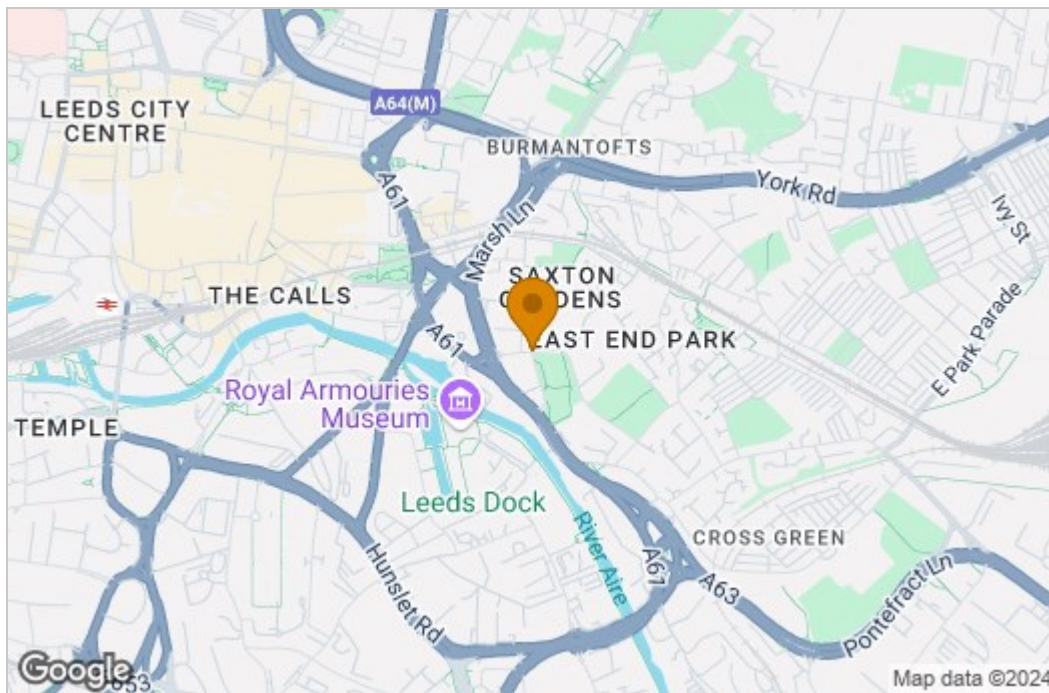 A64(M)
LEEDS CITY
CENTRE
BURMANTOFTS
York Rd
Ivy St
A61
Marsh Ln
SAXTON
THE CALLS
A61
EAST END PARK
E Park Parade
Royal Armouries
Museum
TEMPLE
Leeds Dock
River Aire
CROSS GREEN
Hunslet Rd
A61
A63
Pontefract Ln
Google
Map data ©2024